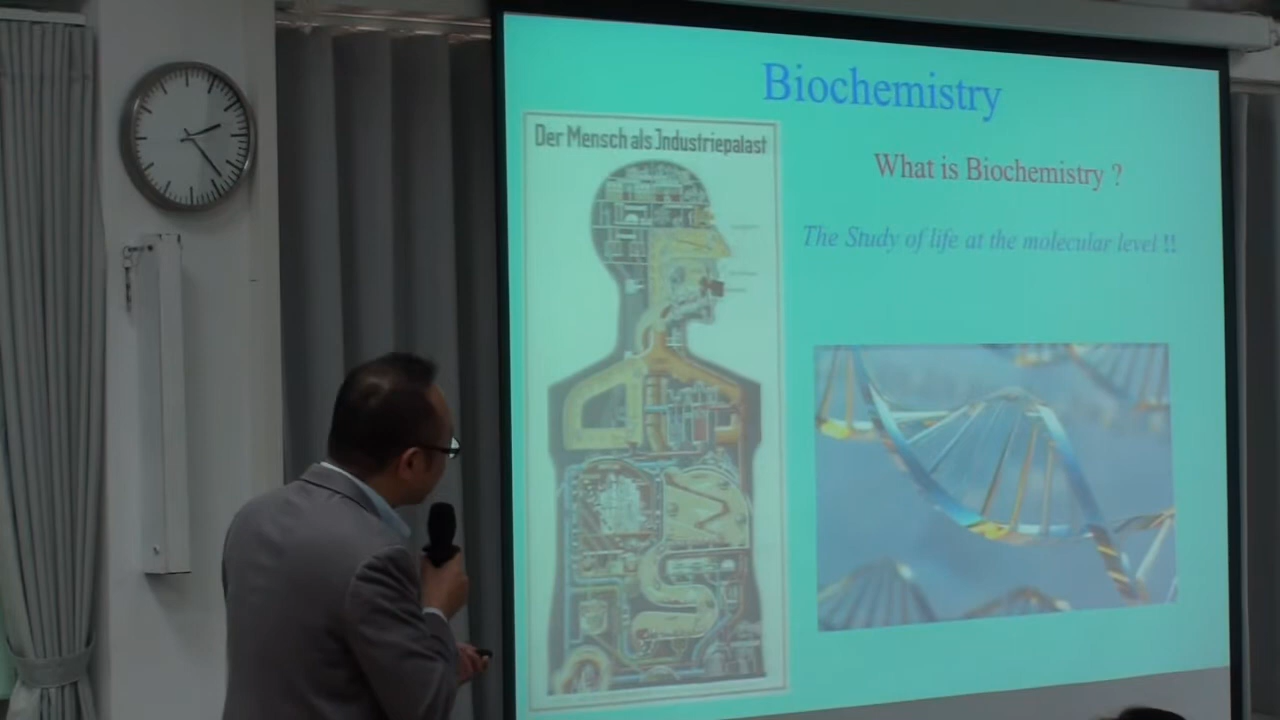 Biochemistry
Der Mensch als Industriepalast
What is Biochemistry ?
The Study of life at the molecular level !!